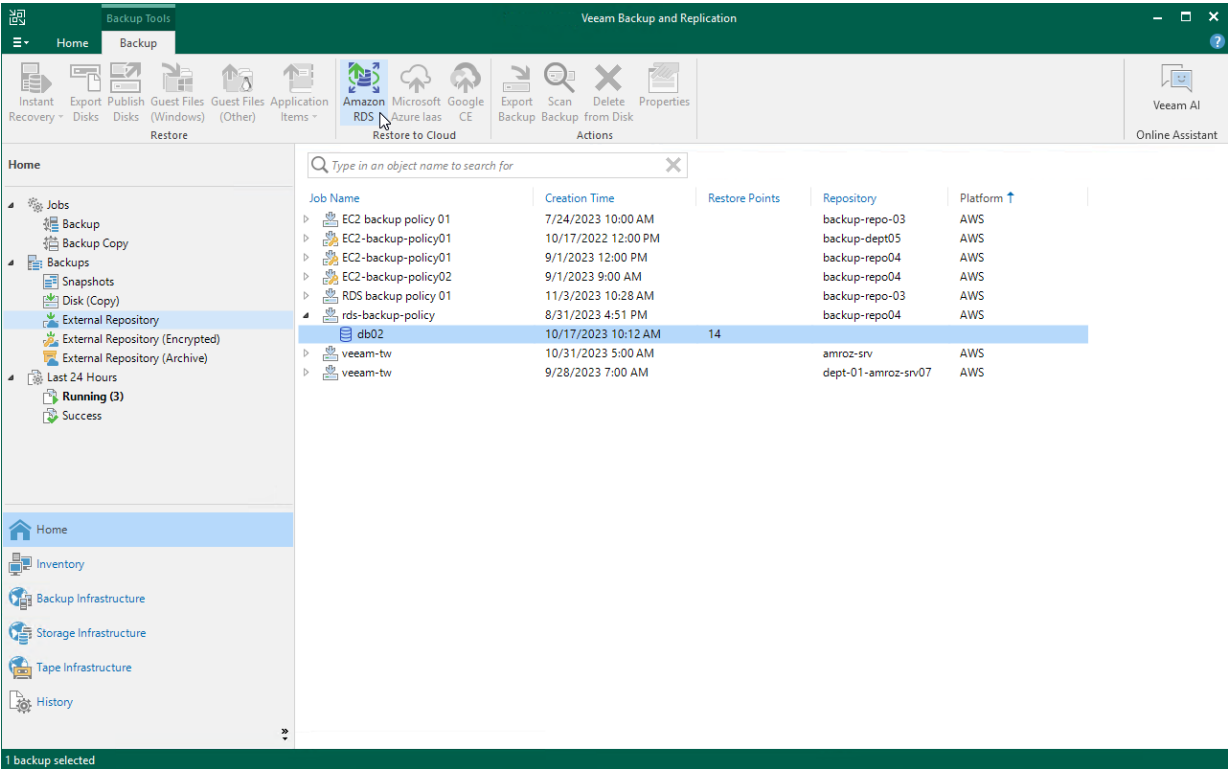 Backup Tools
Veeam Backup and Replication
Home Backup
Instant Recovery
Export Disks
Publish Disks
Guest Files (Windows)
Guest Files (Other)
Application Items
Restore
Amazon RDS
Microsoft Azure Iaas
Google CE
Restore to Cloud
Export Backup
Scan Backup
Delete from Disk
Properties
Actions
Veeam AI
Online Assistant
Home
Jobs
Backup
Backup Copy
Backups
Snapshots
Disk (Copy)
External Repository
External Repository (Encrypted)
External Repository (Archive)
Last 24 Hours
Running (3)
Success
Home
Inventory
Backup Infrastructure
Storage Infrastructure
Tape Infrastructure
History
Type in an object name to search for
Job Name Creation Time Restore Points Repository Platform
EC2 backup policy 01 7/24/2023 10:00 AM backup-repo-03 AWS
EC2-backup-policy01 10/17/2022 12:00 PM backup-dept05 AWS
EC2-backup-policy01 9/1/2023 12:00 PM backup-repo04 AWS
EC2-backup-policy02 9/1/2023 9:00 AM backup-repo04 AWS
RDS backup policy 01 11/3/2023 10:28 AM backup-repo-03 AWS
rds-backup-policy 8/31/2023 4:51 PM backup-repo04 AWS
db02 10/17/2023 10:12 AM 14
veeam-tw 10/31/2023 5:00 AM amroz-srv AWS
veeam-tw 9/28/2023 7:00 AM dept-01-amroz-srv07 AWS
1 backup selected